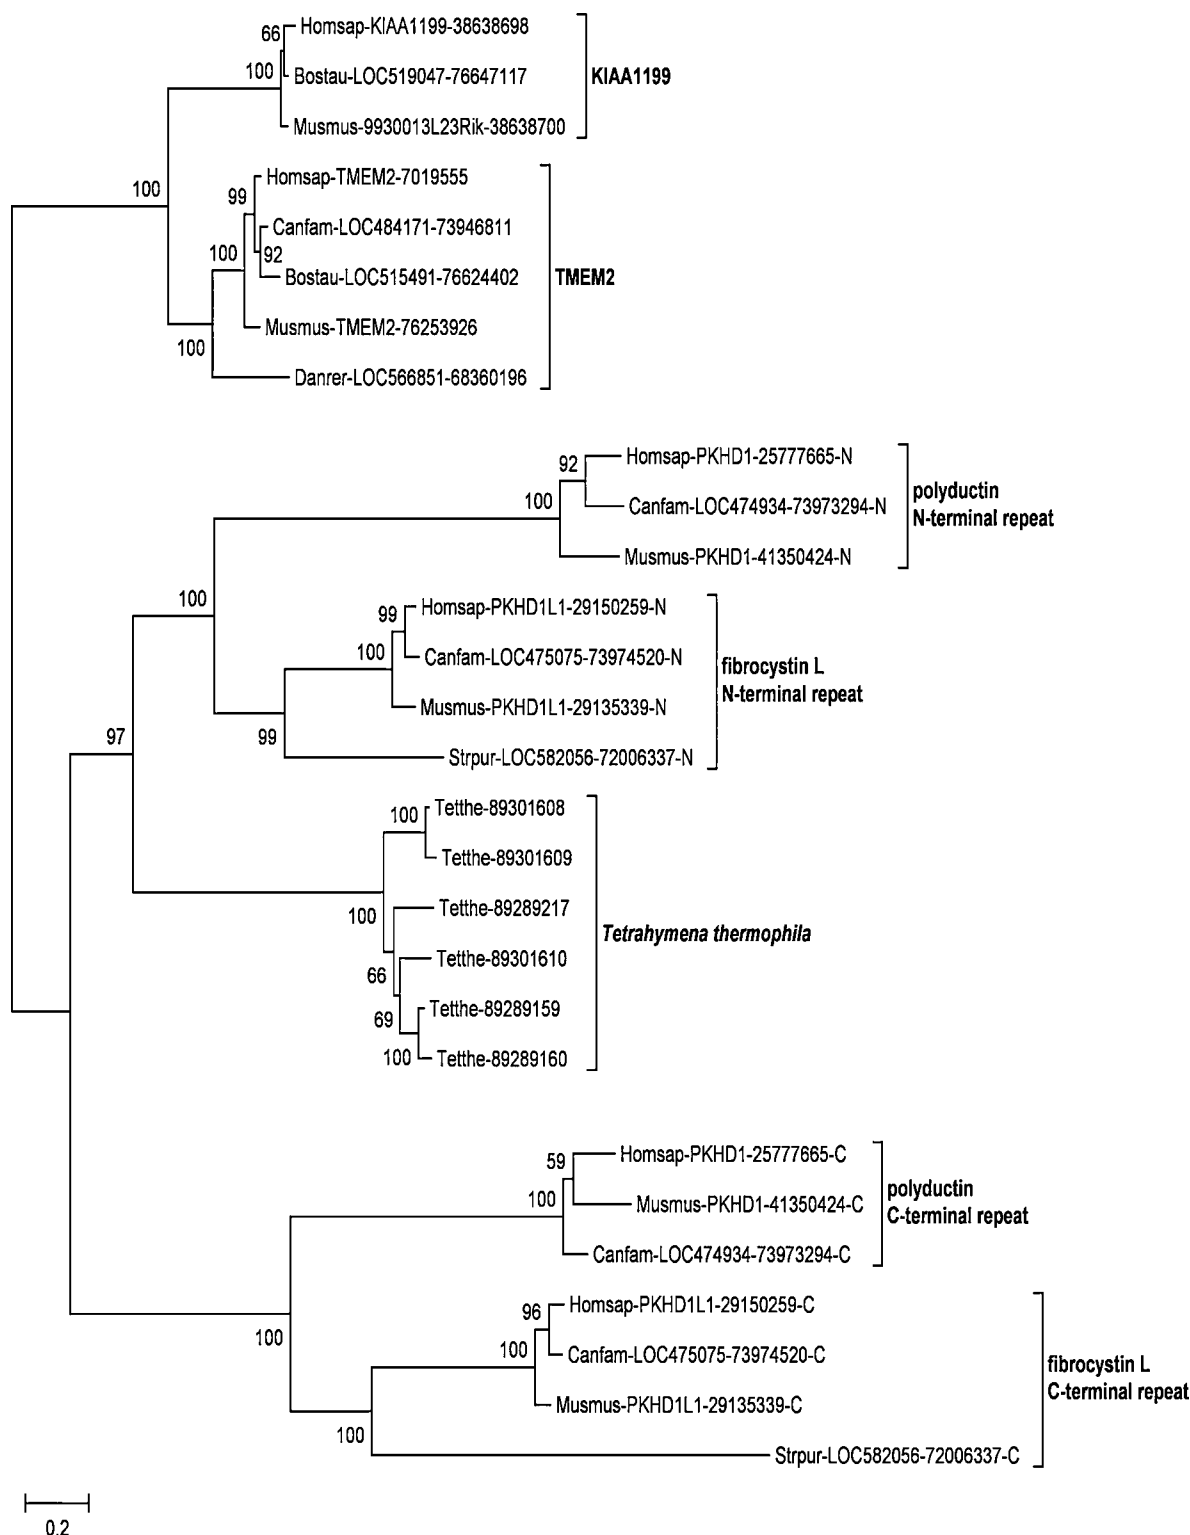 Homsap-KIAA1199-38638698
66
Bostau-LOC519047-76647117
100
KIAA1199
Musmus-9930013L23Rik-38638700
Homsap-TMEM2-7019555
100
99
Canfam-LOC484171-73946811
100
92
Bostau-LOC515491-76624402
TMEM2
Musmus-TMEM2-76253926
100
Danrer-LOC566851-68360196
Homsap-PKHD1-25777665-N
92
polyductin
N-terminal repeat
100
Canfam-LOC474934-73973294-N
Musmus-PKHD1-41350424-N
100
Homsap-PKHD1L1-29150259-N
99
100
Canfam-LOC475075-73974520-N
fibrocystin L
N-terminal repeat
Musmus-PKHD1L1-29135339-N
97
99
Strpur-LOC582056-72006337-N
Tetthe-89301608
100
Tetthe-89301609
100
Tetthe-89289217
Tetrahymena thermophila
Tetthe-89301610
66
Tetthe-89289159
69
100
Tetthe-89289160
Homsap-PKHD1-25777665-C
59
polyductin
C-terminal repeat
100
Musmus-PKHD1-41350424-C
Canfam-LOC474934-73973294-C
Homsap-PKHD1L1-29150259-C
96
100
100
Canfam-LOC475075-73974520-C
fibrocystin L
C-terminal repeat
Musmus-PKHD1L1-29135339-C
100
Strpur-LOC582056-72006337-C
0.2